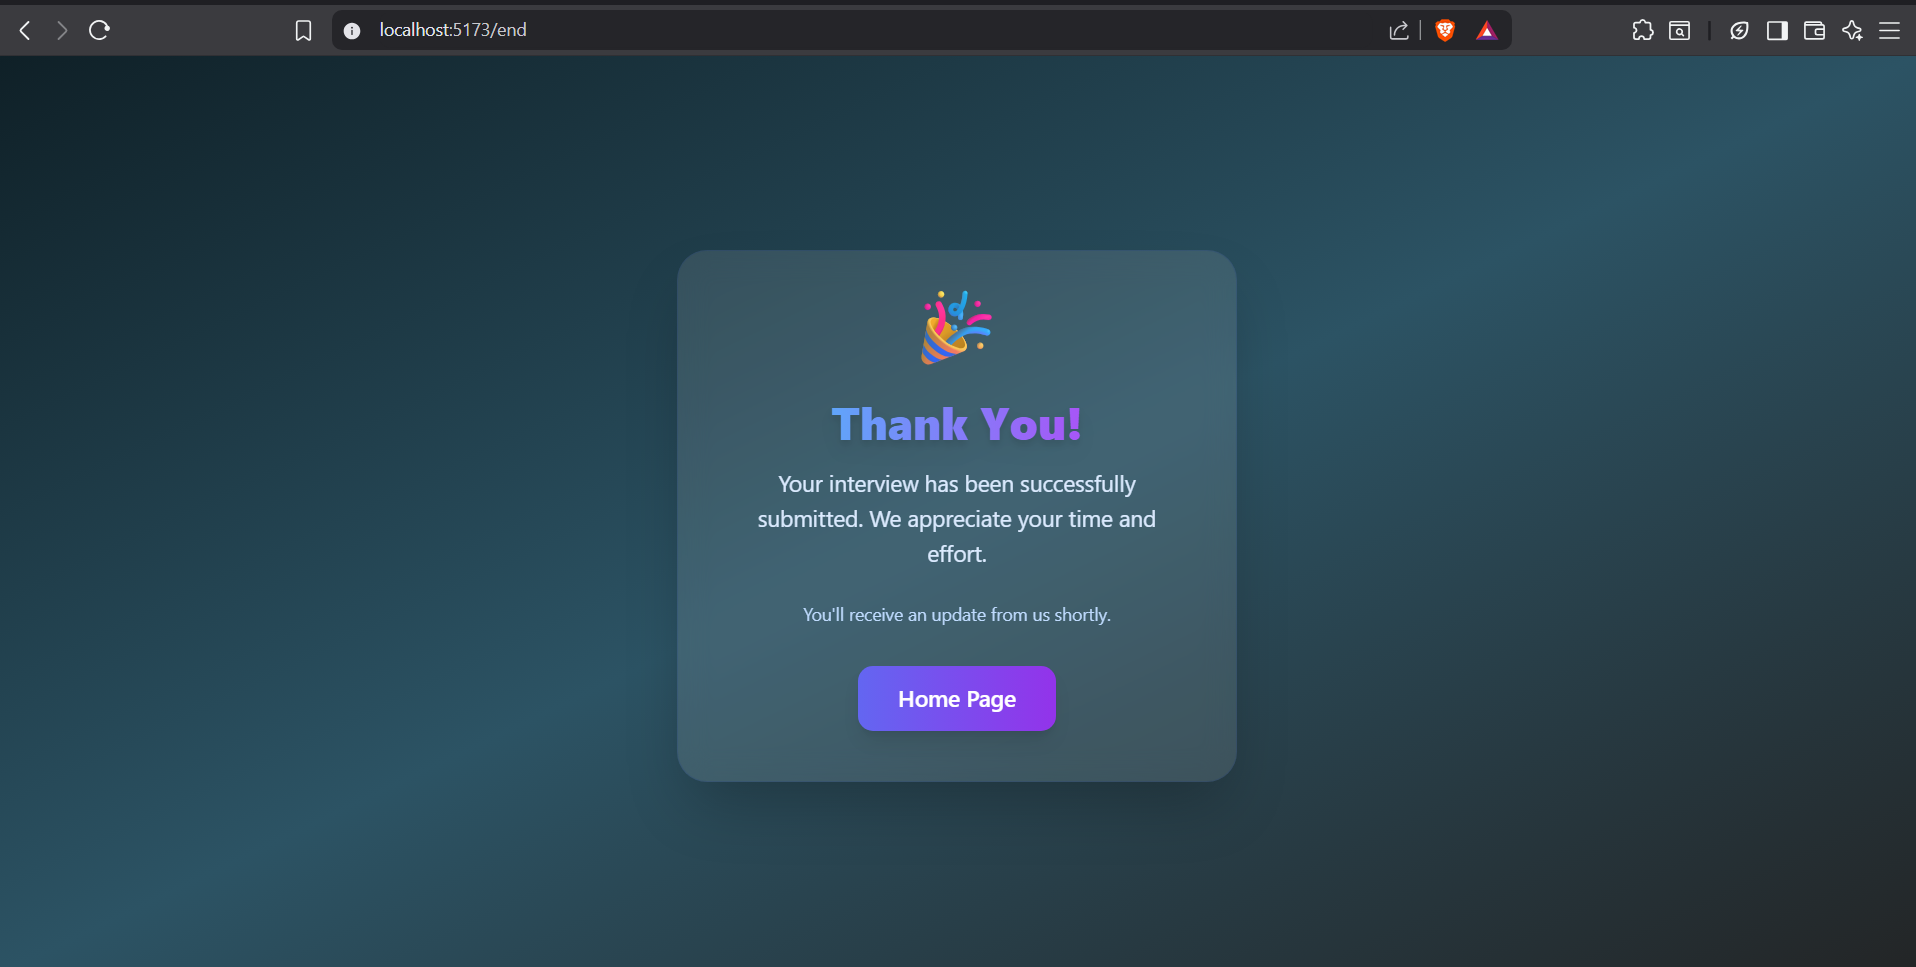 localhost:5173/end
Thank You!
Your interview has been successfully
submitted. We appreciate your time and
effort.
You'll receive an update from us shortly.
Home Page